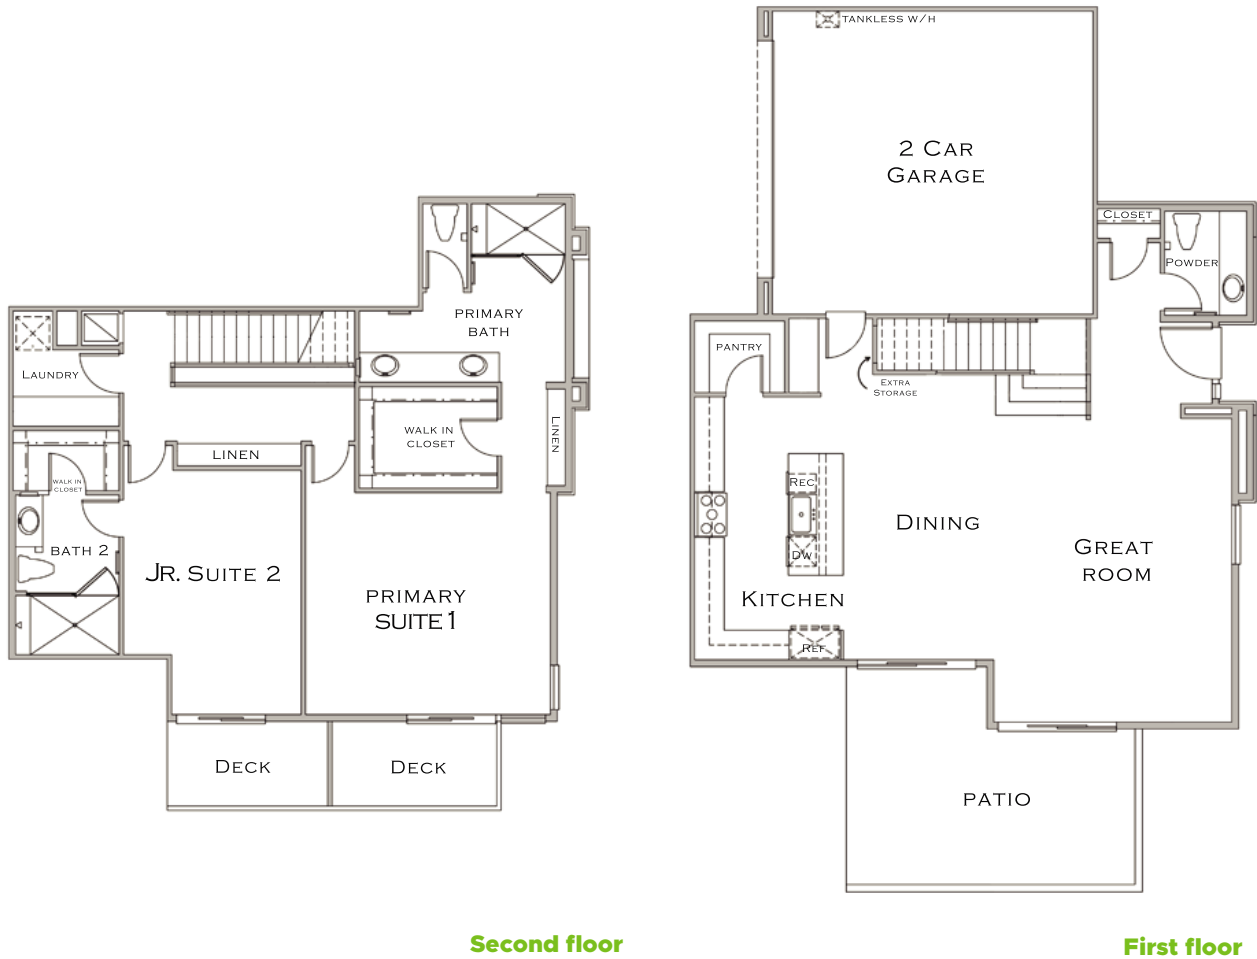 PRIMARY
BATH
LAUNDRY
WALK IN
CLOSET
LINEN
LINEN
WALK IN
CLOSET
BATH 2
JR. SUITE 2
PRIMARY
SUITE 1
DECK
DECK
Second floor
TANKLESS W/H
2 CAR
GARAGE
CLOSET
POWDER
PANTRY
EXTRA
STORAGE
REC
DW
DINING
GREAT
ROOM
KITCHEN
REF
PATIO
First floor